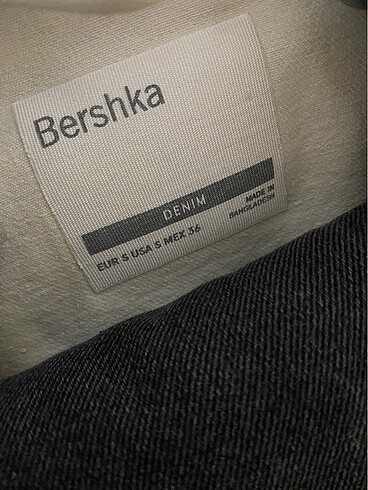 Bershka
DENIM
EUR S USA S MEX 36
MADE IN
BANGLADESH